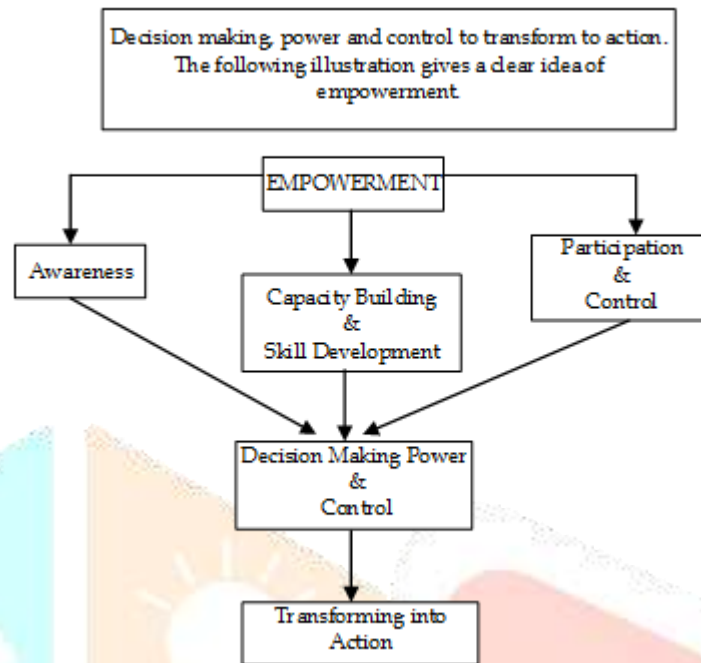 Decision making, power and control to transform to action.
The following illustration gives a clear idea of
empowerment.
EMPOWERMENT
Awareness
Capacity Building
&
Skill Development
Participation
&
Control
Decision Making Power
&
Control
Transforming into
Action